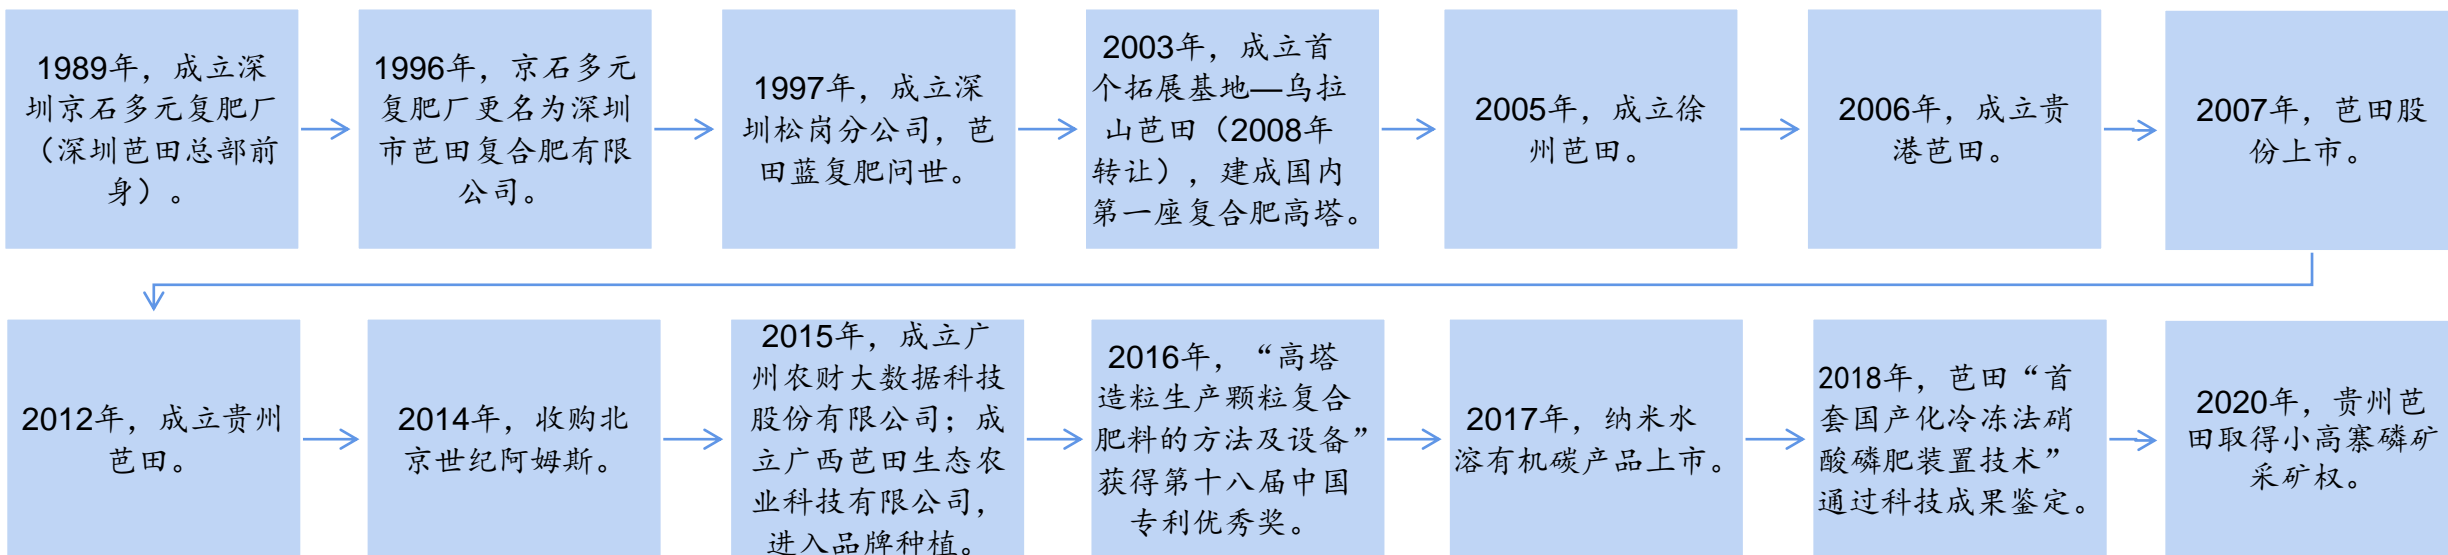 1989年，成立深
圳京石多元复肥厂
（深圳芭田总部前
身）。
1996年，京石多元
复肥厂更名为深圳
市芭田复合肥有限
公司。
1997年，成立深
圳松岗分公司，芭
田蓝复肥问世。
2003年，成立首
个拓展基地—乌拉
山芭田（2008年
转让），建成国内
第一座复合肥高塔。
2005年，成立徐
州芭田。
2006年，成立贵
港芭田。
2007年，芭田股
份上市。
2012年，成立贵州
芭田。
2014年，收购北
京世纪阿姆斯。
2015年，成立广
州农财大数据科技
股份有限公司；成
立广西芭田生态农
业科技有限公司，
进入品牌种植。
2016年，“高塔
造粒生产颗粒复合
肥料的方法及设备”
获得第十八届中国
专利优秀奖。
2017年，纳米水
溶有机碳产品上市。
2018年，芭田“首
套国产化冷冻法硝
酸磷肥装置技术”
通过科技成果鉴定。
2020年，贵州芭
田取得小高寨磷矿
采矿权。